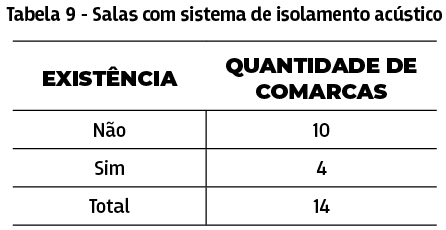 Tabela 9 - Salas com sistema de isolamento acústico
EXISTÊNCIA QUANTIDADE DE COMARCAS
Não 10
Sim 4
Total 14